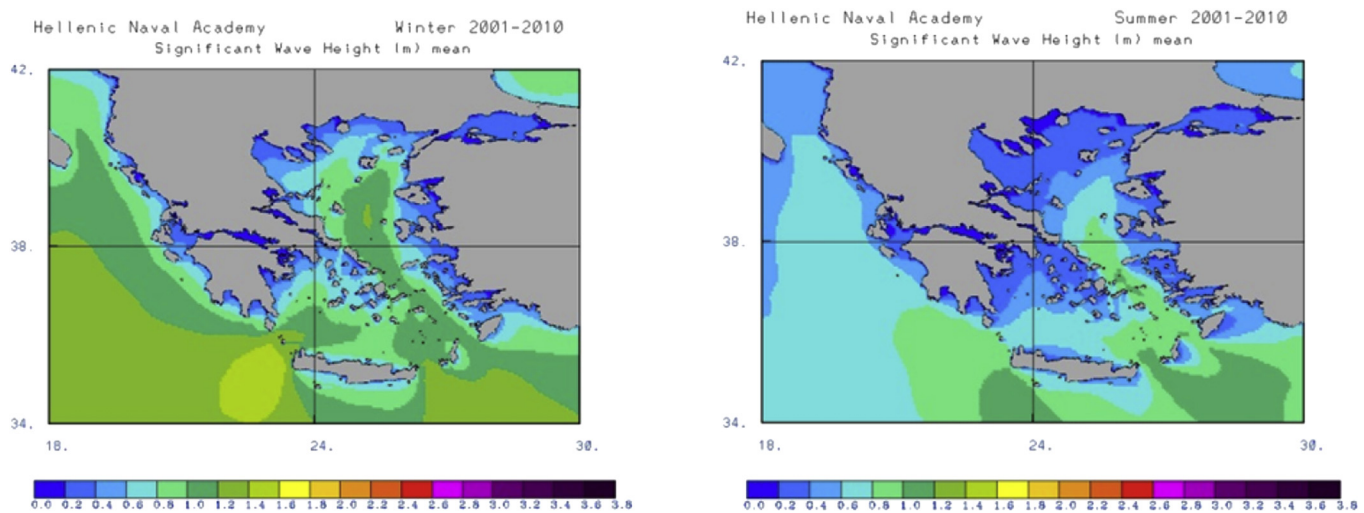 Hellenic Naval Academy Winter 2001-2010
Significant Wave Height (m) mean
42.
38.
34.
18. 24. 30.
0.0 0.2 0.4 0.6 0.8 1.0 1.2 1.4 1.6 1.8 2.0 2.2 2.4 2.6 2.8 3.0 3.2 3.4 3.6 3.8
Hellenic Naval Academy Summer 2001-2010
Significant Wave Height (m) mean
42.
38.
34.
18. 24. 30.
0.0 0.2 0.4 0.6 0.8 1.0 1.2 1.4 1.6 1.8 2.0 2.2 2.4 2.6 2.8 3.0 3.2 3.4 3.6 3.8